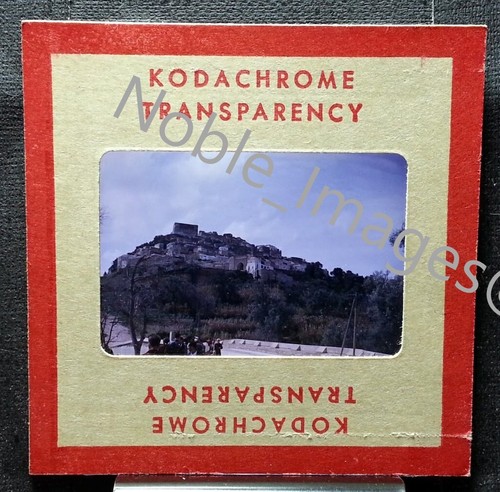 KODACHROME
TRANSPARENCY
Noble_Images©
TRANSPARENCY
KODACHROME